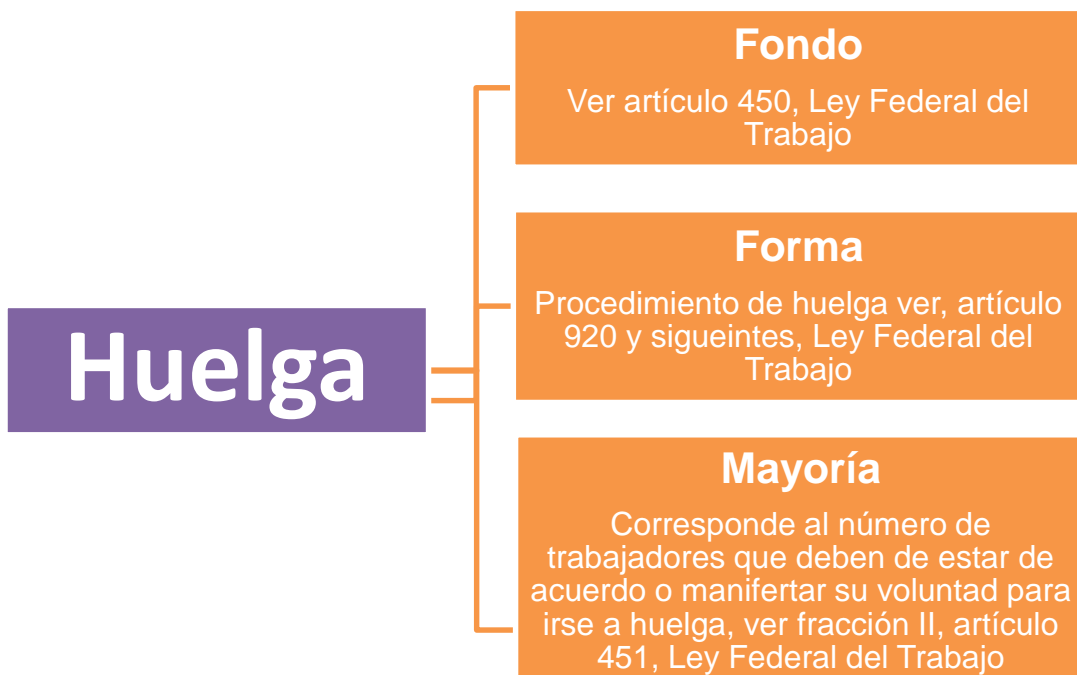 Huelga
Fondo
Ver artículo 450, Ley Federal del
Trabajo
Forma
Procedimiento de huelga ver, artículo
920 y sigueintes, Ley Federal del
Trabajo
Mayoría
Corresponde al número de
trabajadores que deben de estar de
acuerdo o manifertar su voluntad para
irse a huelga, ver fracción II, artículo
451, Ley Federal del Trabajo